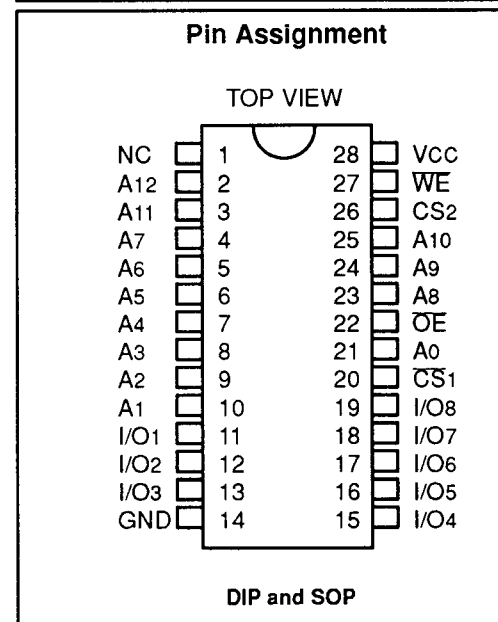 Pin Assignment
TOP VIEW
NC 1 28 VCC
A12 2 27 W̅E̅
A11 3 26 CS2
A7 4 25 A10
A6 5 24 A9
A5 6 23 A8
A4 7 22 O̅E̅
A3 8 21 A0
A2 9 20 C̅S̅1
A1 10 19 I/O8
I/O1 11 18 I/O7
I/O2 12 17 I/O6
I/O3 13 16 I/O5
GND 14 15 I/O4
DIP and SOP